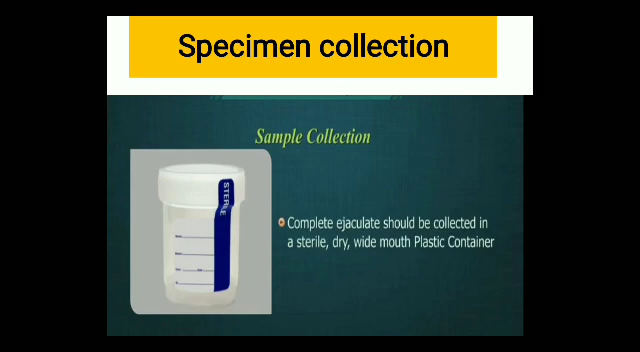 Specimen collection
Sample Collection
STERILE
Complete ejaculate should be collected in
a sterile, dry, wide mouth Plastic Container